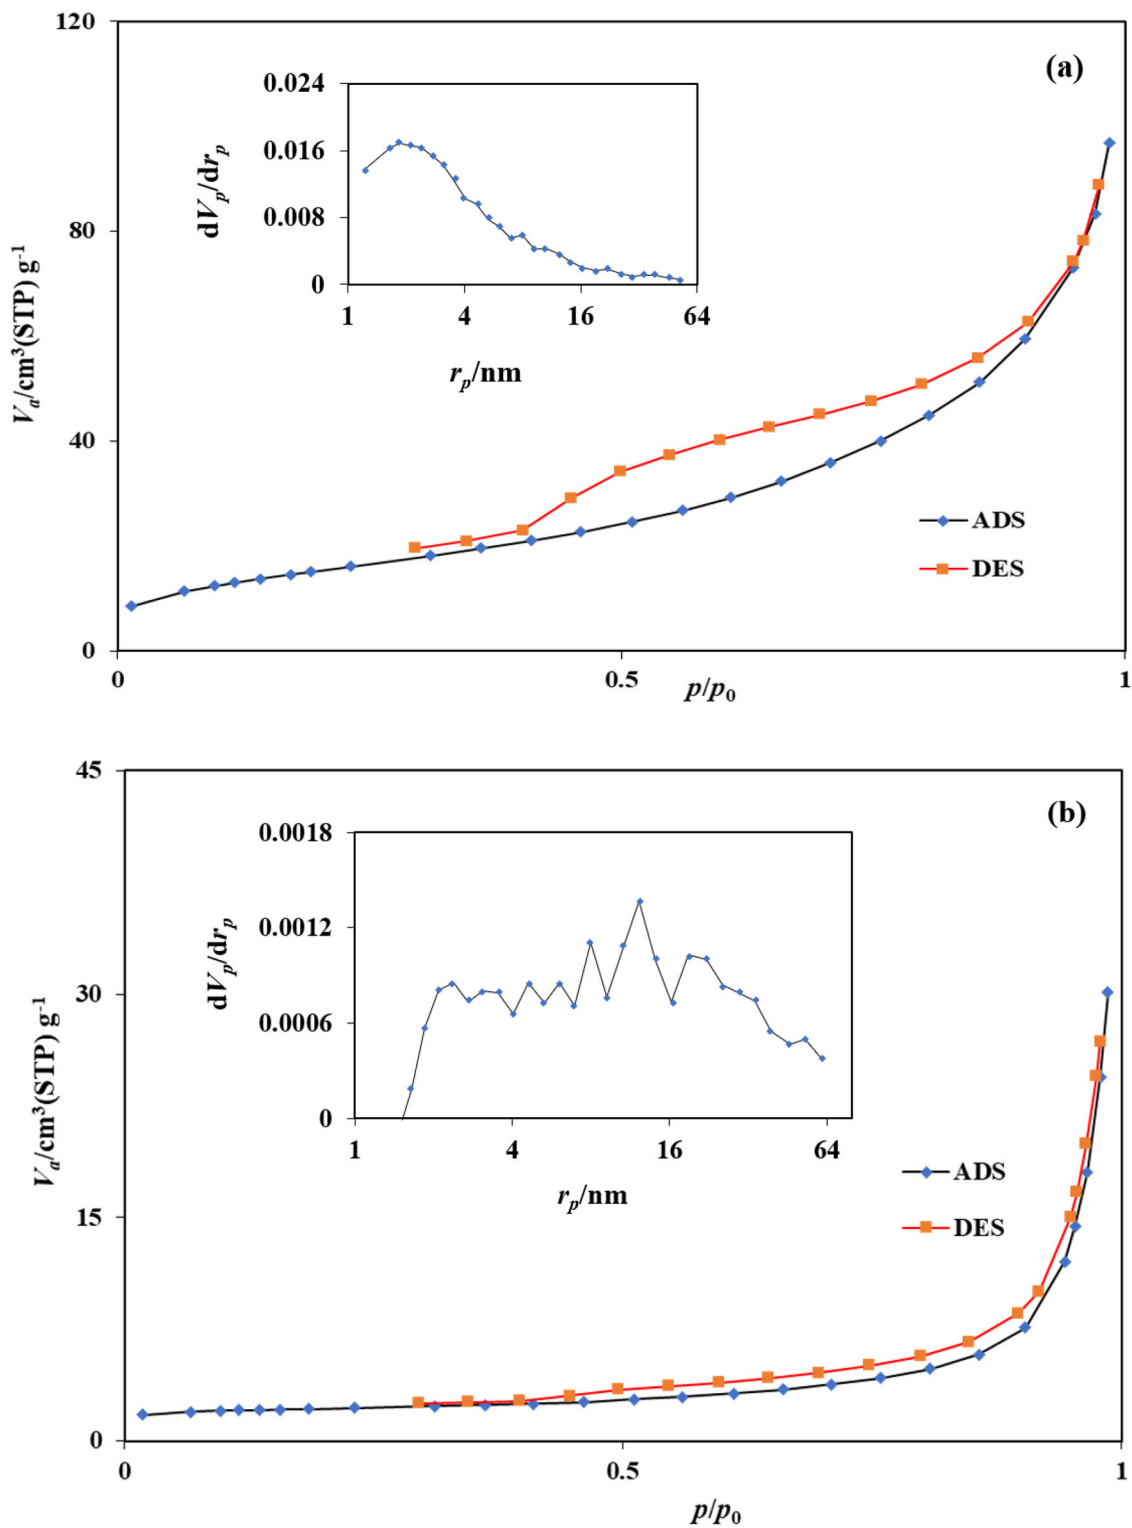 120
(a)
0.024
0.016
dVp/drp
0.008
0
1 4 16 64
rp/nm
80
Va/cm³(STP) g⁻¹
40
ADS
DES
0
0 0.5 1
p/p₀
45
(b)
0.0018
0.0012
dVp/drp
0.0006
0
1 4 16 64
rp/nm
30
Va/cm³(STP) g⁻¹
ADS
15
DES
0
0 0.5 1
p/p₀